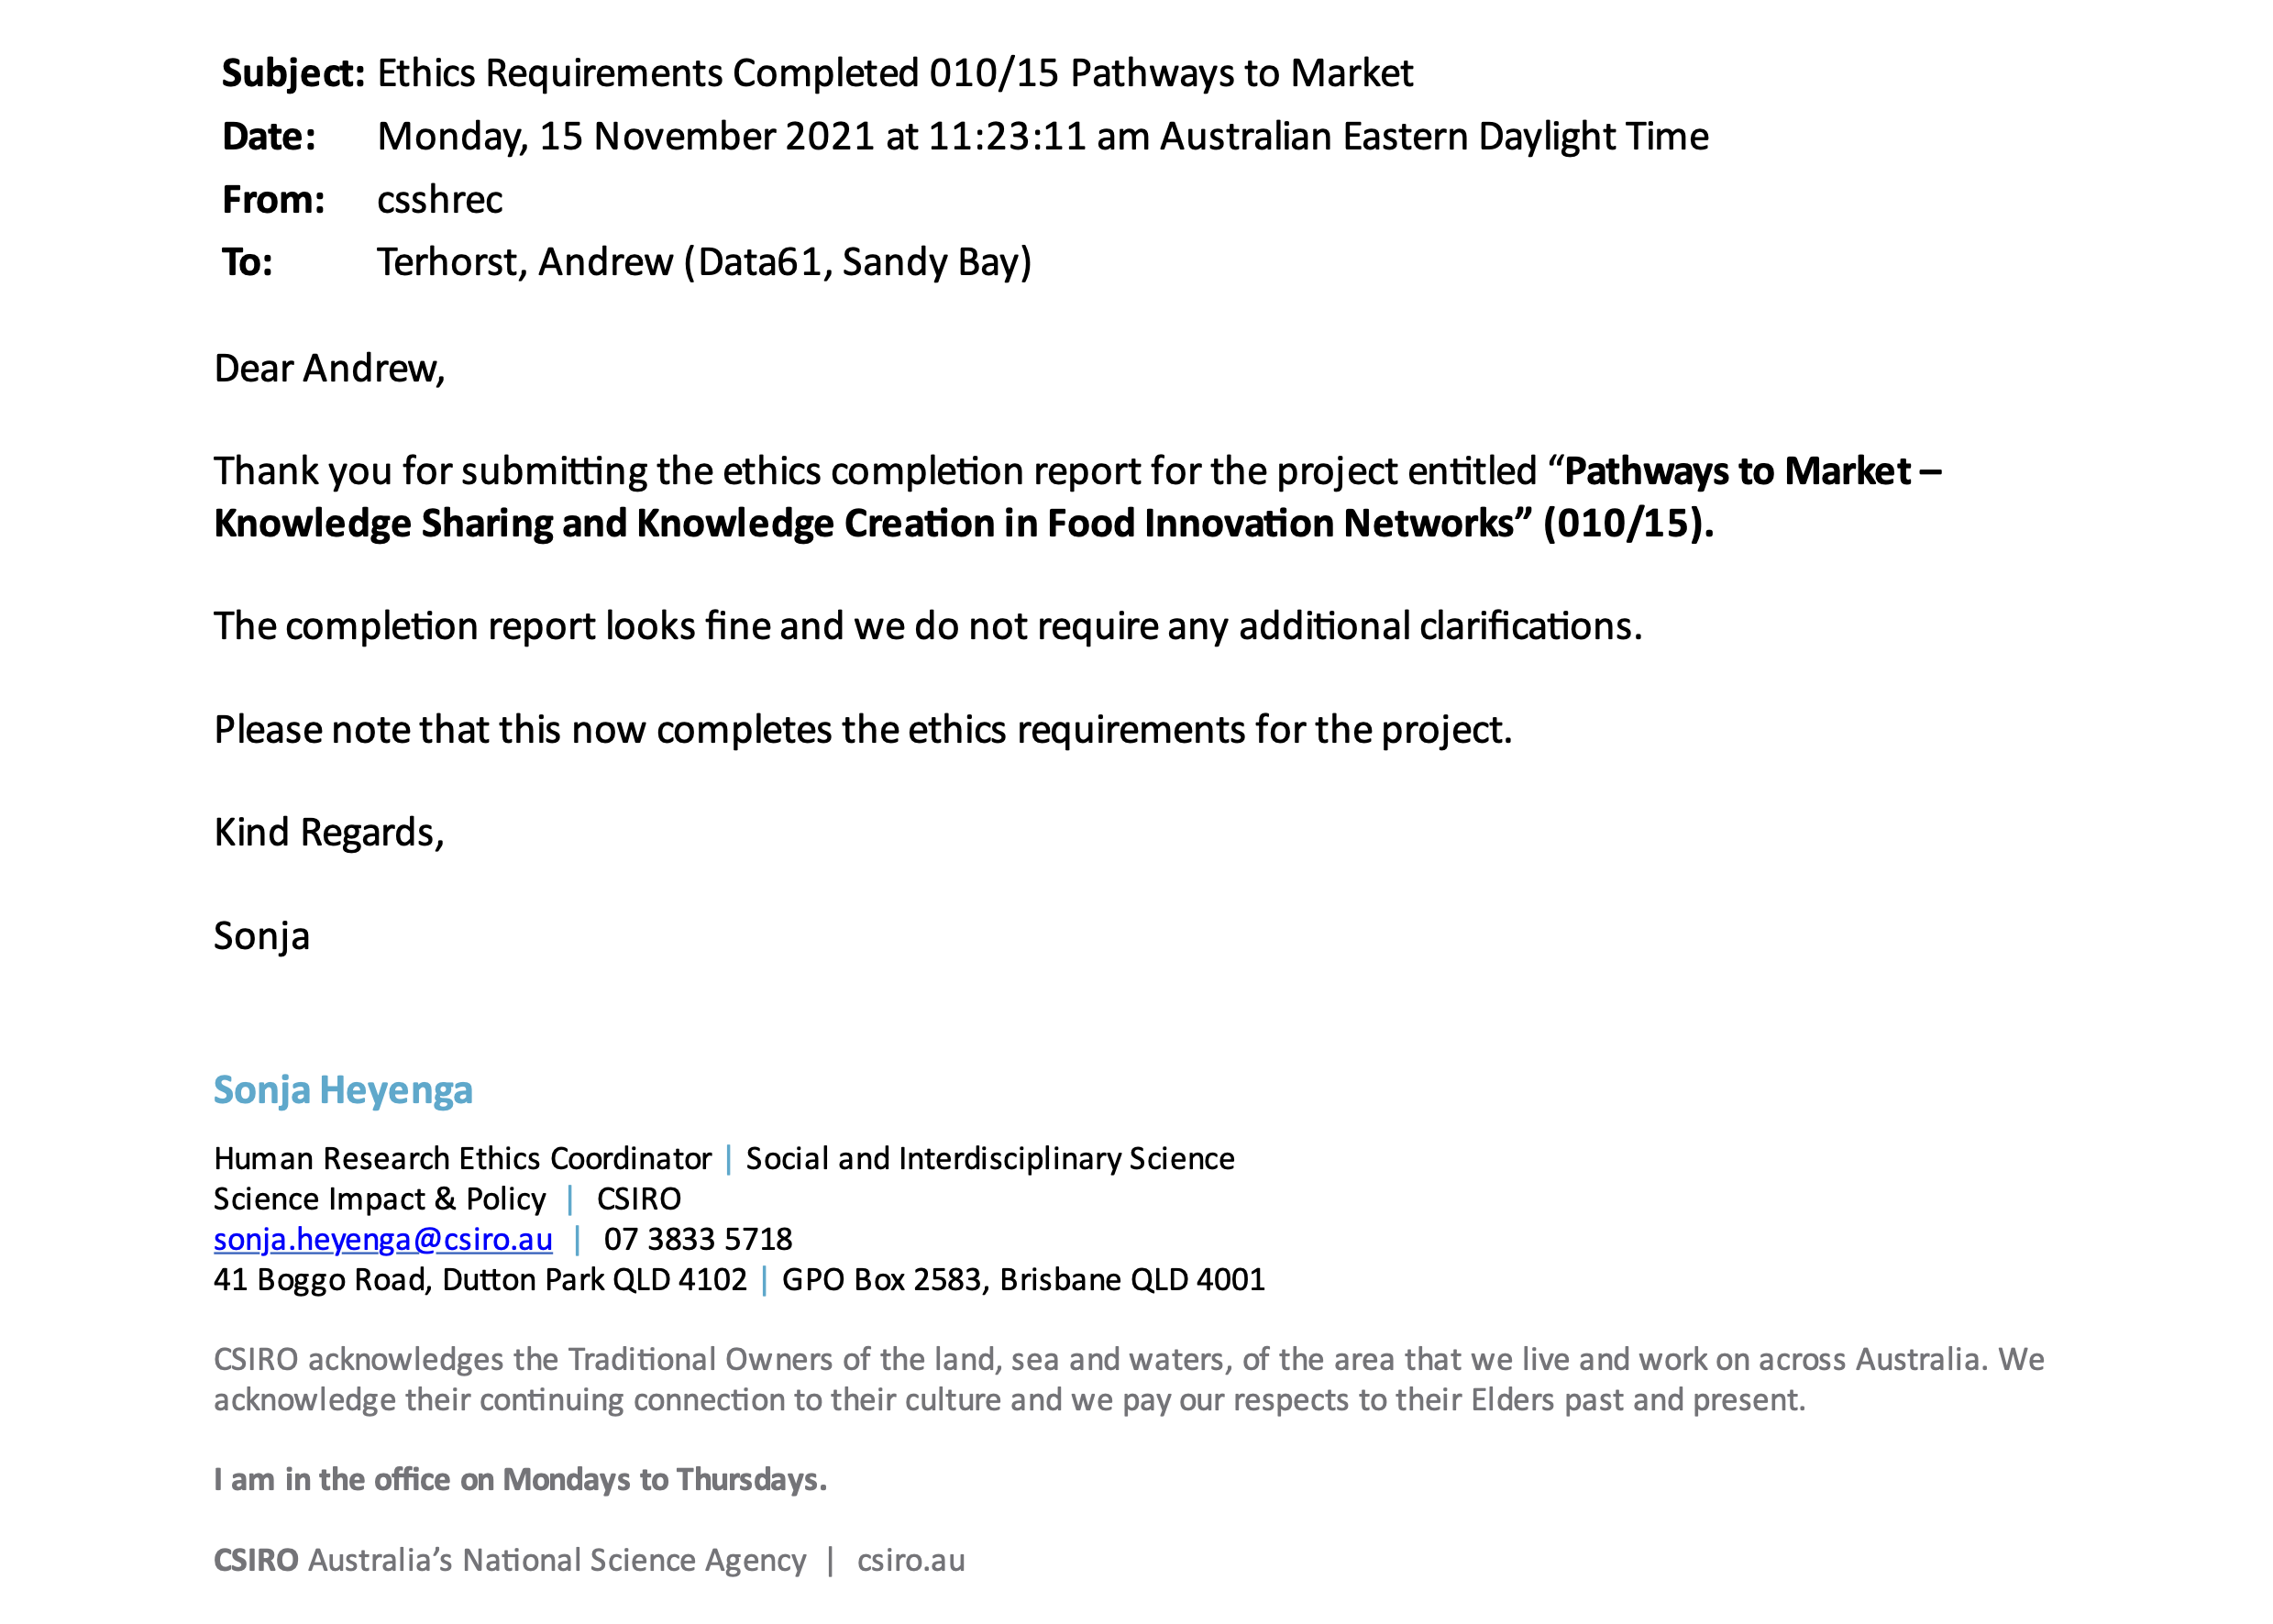 Subject: Ethics Requirements Completed 010/15 Pathways to Market
Date: Monday, 15 November 2021 at 11:23:11 am Australian Eastern Daylight Time
From: csshrec
To: Terhorst, Andrew (Data61, Sandy Bay)
Dear Andrew,
Thank you for submitting the ethics completion report for the project entitled “Pathways to Market –
Knowledge Sharing and Knowledge Creation in Food Innovation Networks” (010/15).
The completion report looks fine and we do not require any additional clarifications.
Please note that this now completes the ethics requirements for the project.
Kind Regards,
Sonja
Sonja Heyenga
Human Research Ethics Coordinator | Social and Interdisciplinary Science
Science Impact & Policy | CSIRO
sonja.heyenga@csiro.au | 07 3833 5718
41 Boggo Road, Dutton Park QLD 4102 | GPO Box 2583, Brisbane QLD 4001
CSIRO acknowledges the Traditional Owners of the land, sea and waters, of the area that we live and work on across Australia. We
acknowledge their continuing connection to their culture and we pay our respects to their Elders past and present.
I am in the office on Mondays to Thursdays.
CSIRO Australia’s National Science Agency | csiro.au